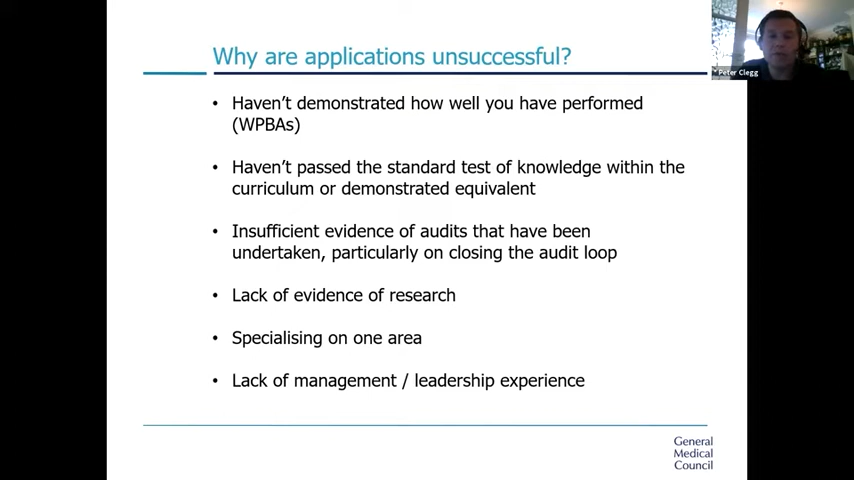 Why are applications unsuccessful?
Peter Clegg
• Haven't demonstrated how well you have performed
(WPBAs)
• Haven't passed the standard test of knowledge within the
curriculum or demonstrated equivalent
• Insufficient evidence of audits that have been
undertaken, particularly on closing the audit loop
• Lack of evidence of research
• Specialising on one area
• Lack of management / leadership experience
General
Medical
Council